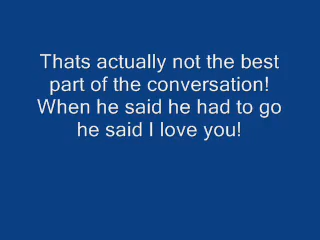 Thats actually not the best
part of the conversation!
When he said he had to go
he said I love you!